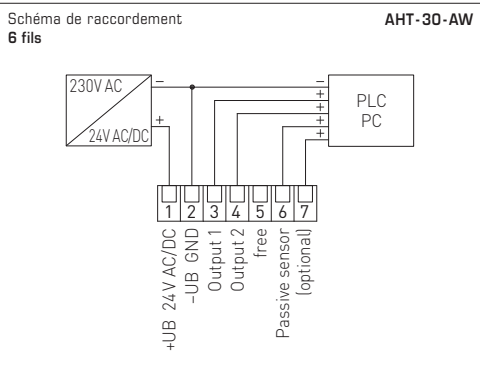 Schéma de raccordement
6 fils
AHT-30-AW
230V AC
24V AC/DC
−
+
−
+
+
+
+
PLC
PC
1 2 3 4 5 6 7
+UB 24V AC/DC
−UB GND
Output 1
Output 2
free
Passive sensor
(optional)